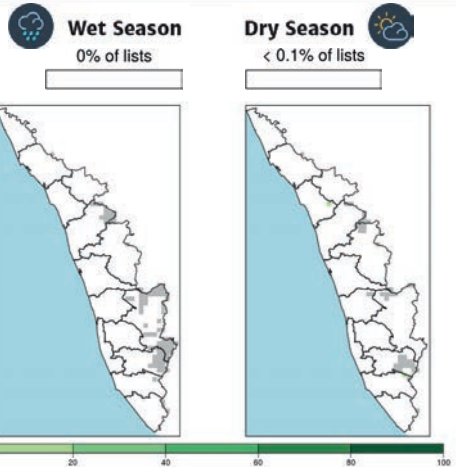 Wet Season
0% of lists
Dry Season
< 0.1% of lists
20 40 60 80 100